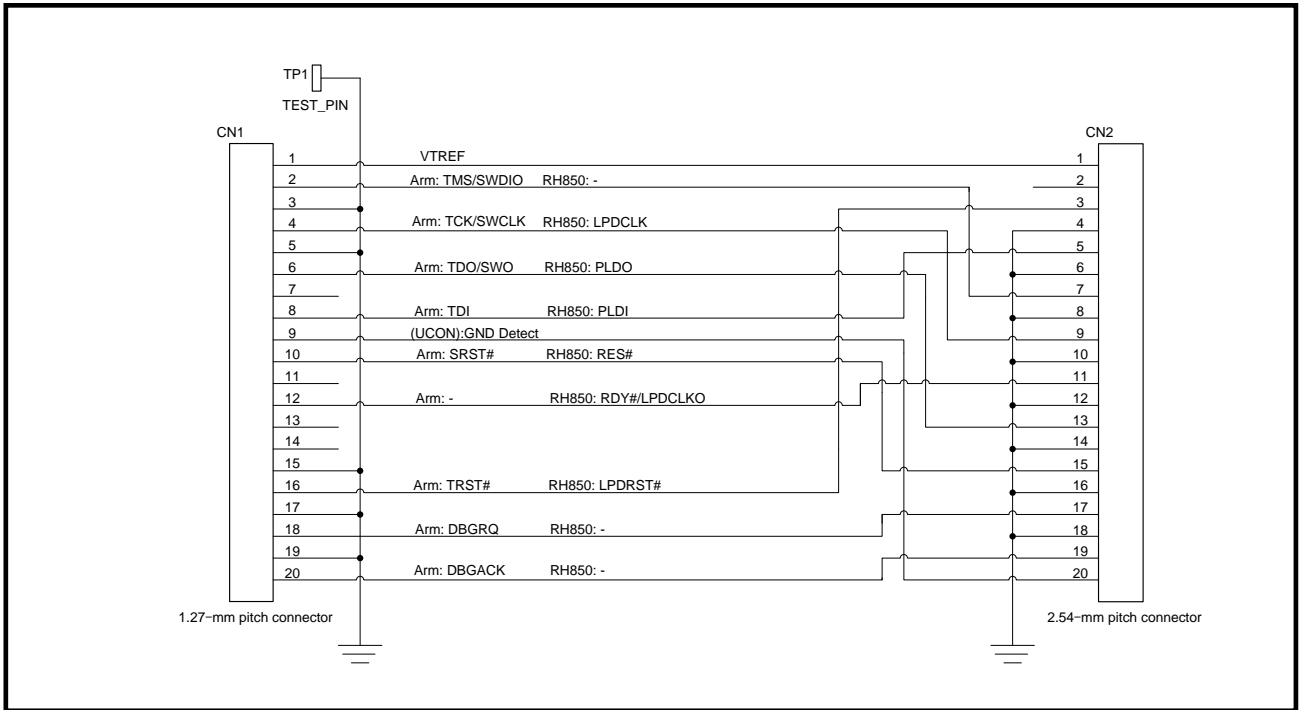 TP1
TEST_PIN
CN1 CN2
1 VTREF 1
2 Arm: TMS/SWDIO RH850: - 2
3 3
4 Arm: TCK/SWCLK RH850: LPDCLK 4
5 5
6 Arm: TDO/SWO RH850: PLDO 6
7 7
8 Arm: TDI RH850: PLDI 8
9 (UCON):GND Detect 9
10 Arm: SRST# RH850: RES# 10
11 11
12 Arm: - RH850: RDY#/LPDCLKO 12
13 13
14 14
15 15
16 Arm: TRST# RH850: LPDRST# 16
17 17
18 Arm: DBGRQ RH850: - 18
19 19
20 Arm: DBGACK RH850: - 20
1.27−mm pitch connector 2.54−mm pitch connector